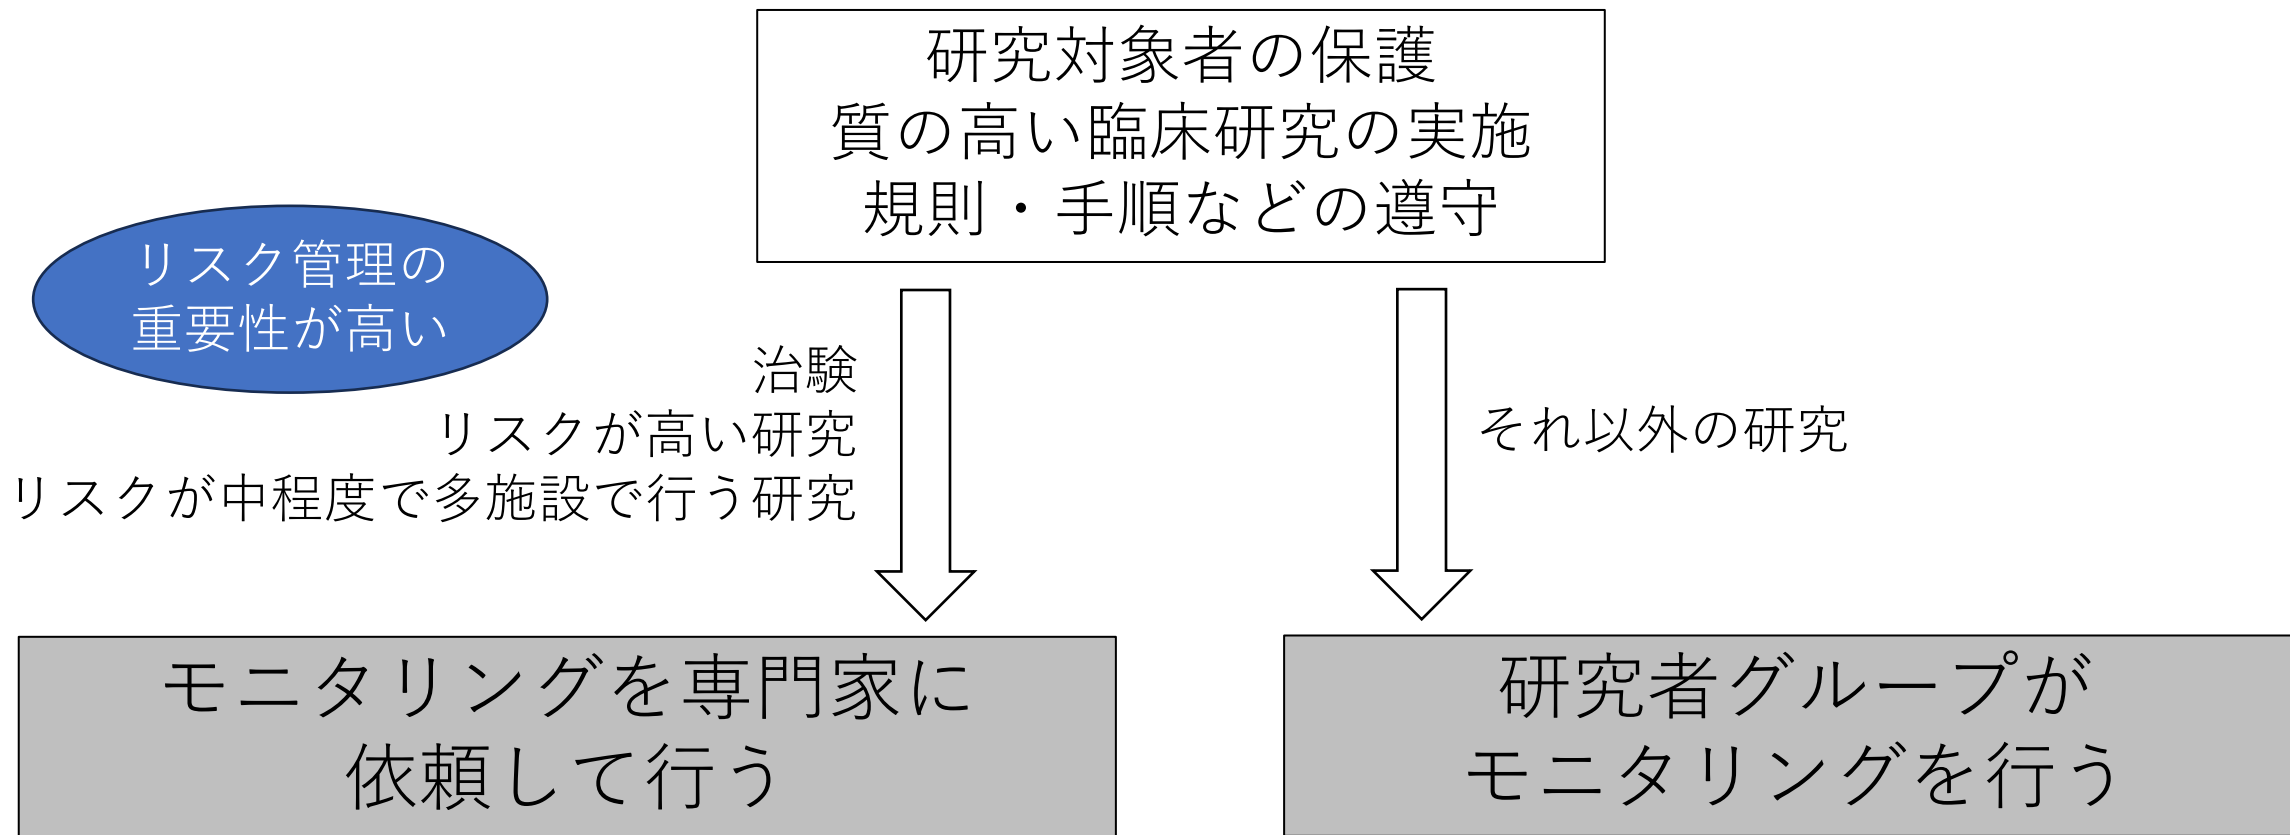 研究対象者の保護
質の高い臨床研究の実施
規則・手順などの遵守
リスク管理の
重要性が高い
治験
リスクが高い研究
リスクが中程度で多施設で行う研究
それ以外の研究
モニタリングを専門家に
依頼して行う
研究者グループが
モニタリングを行う